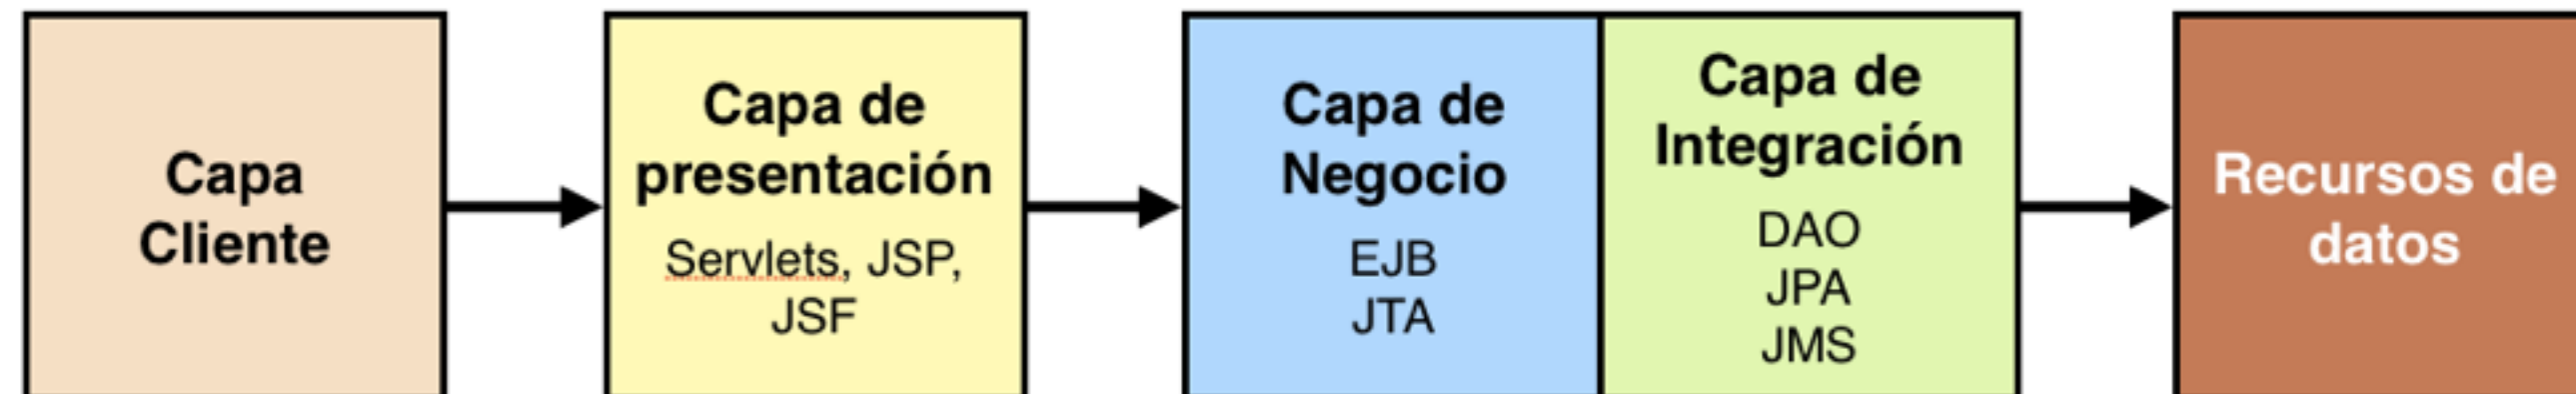 Capa
Cliente
Capa de
presentación
Servlets, JSP,
JSF
Capa de
Negocio
EJB
JTA
Capa de
Integración
DAO
JPA
JMS
Recursos de
datos